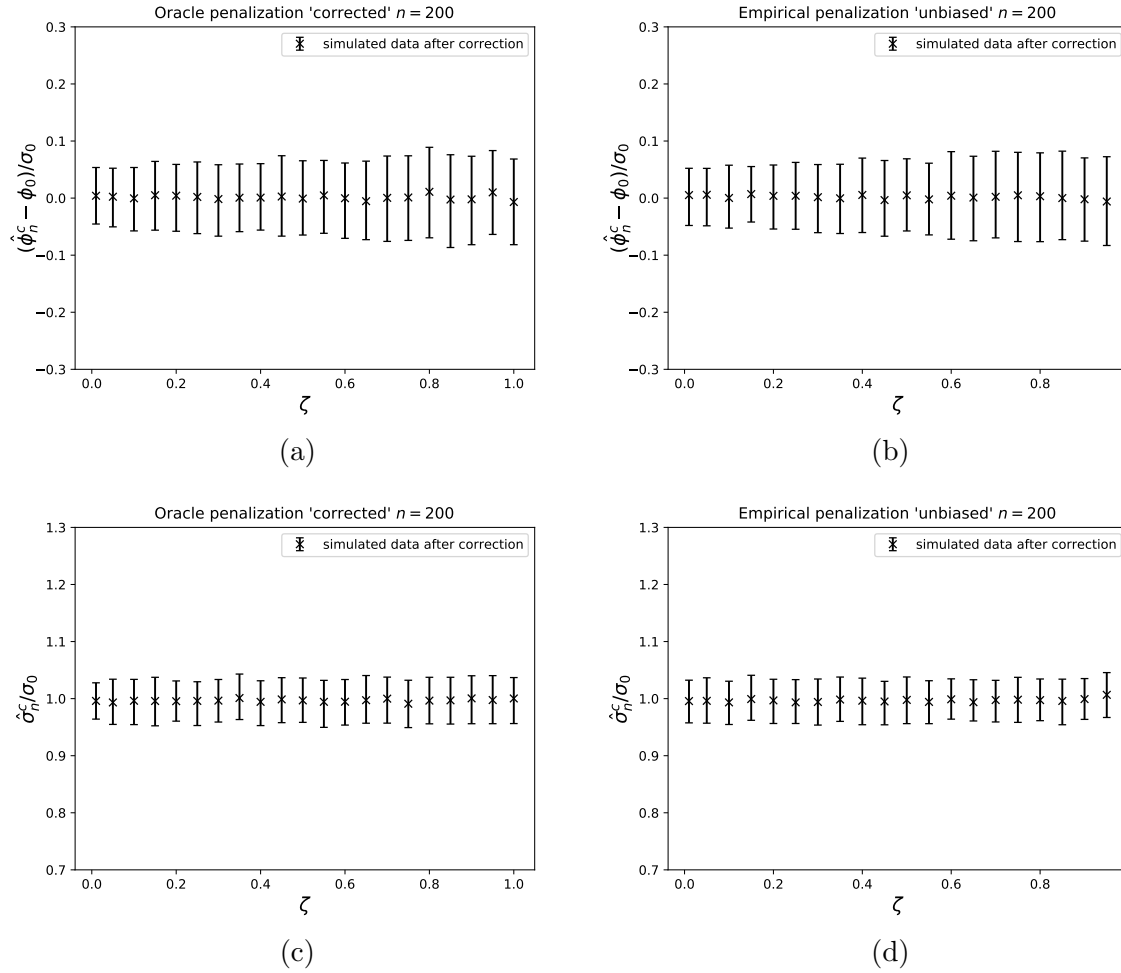 Oracle penalization 'corrected' n = 200
simulated data after correction
0.3
0.2
0.1
0.0
−0.1
−0.2
−0.3
(ϕ̂ₙᶜ − ϕ₀)/σ₀
0.0 0.2 0.4 0.6 0.8 1.0
ζ
(a)
Empirical penalization 'unbiased' n = 200
simulated data after correction
0.3
0.2
0.1
0.0
−0.1
−0.2
−0.3
(ϕ̂ₙᶜ − ϕ₀)/σ₀
0.0 0.2 0.4 0.6 0.8
ζ
(b)
Oracle penalization 'corrected' n = 200
simulated data after correction
1.3
1.2
1.1
1.0
0.9
0.8
0.7
σ̂ₙᶜ/σ₀
0.0 0.2 0.4 0.6 0.8 1.0
ζ
(c)
Empirical penalization 'unbiased' n = 200
simulated data after correction
1.3
1.2
1.1
1.0
0.9
0.8
0.7
σ̂ₙᶜ/σ₀
0.0 0.2 0.4 0.6 0.8
ζ
(d)